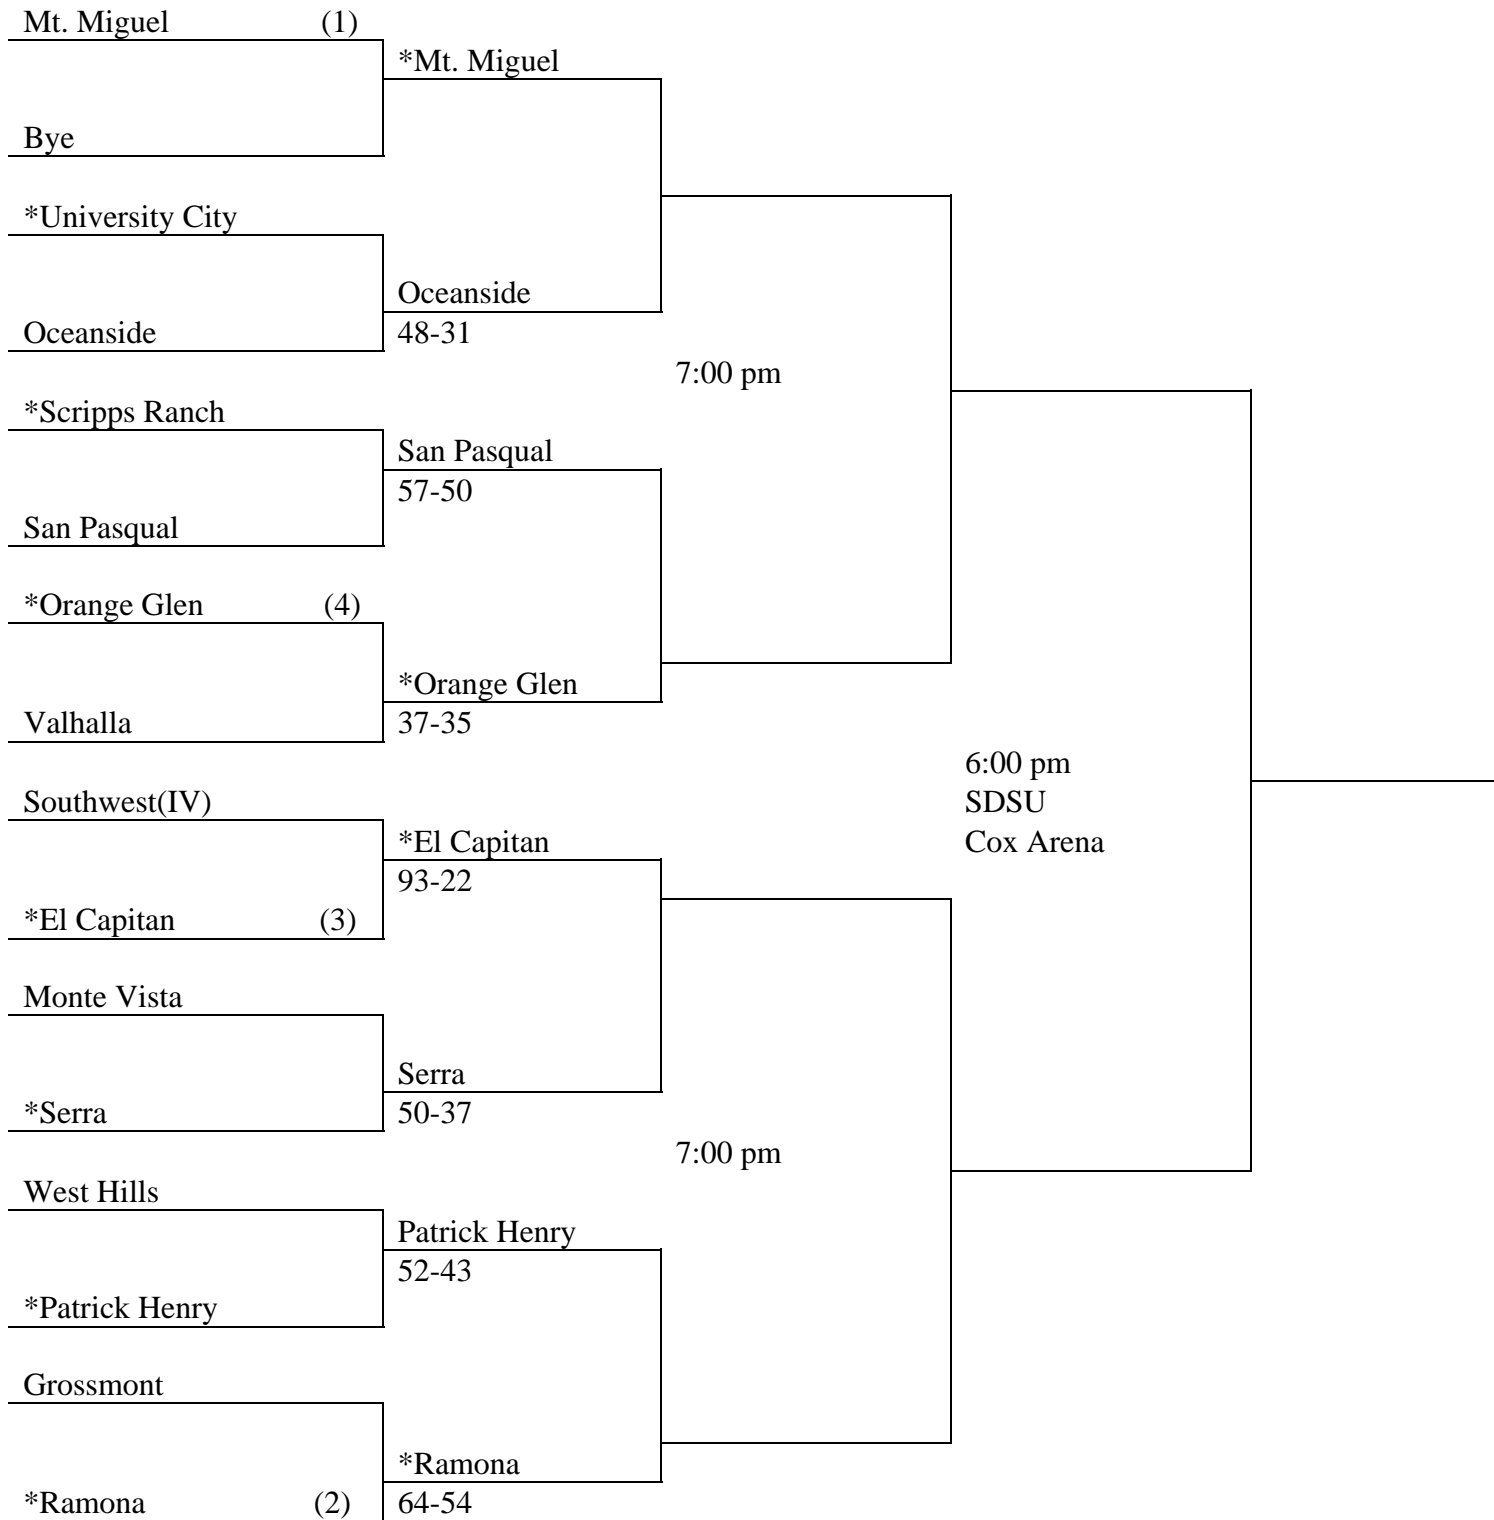 Mt. Miguel (1)
*Mt. Miguel
Bye
*University City
Oceanside
Oceanside
48-31
7:00 pm
*Scripps Ranch
San Pasqual
57-50
San Pasqual
*Orange Glen (4)
*Orange Glen
Valhalla
37-35
6:00 pm
SDSU
Cox Arena
Southwest(IV)
*El Capitan
93-22
*El Capitan (3)
Monte Vista
Serra
*Serra
50-37
7:00 pm
West Hills
Patrick Henry
52-43
*Patrick Henry
Grossmont
*Ramona
*Ramona (2)
64-54